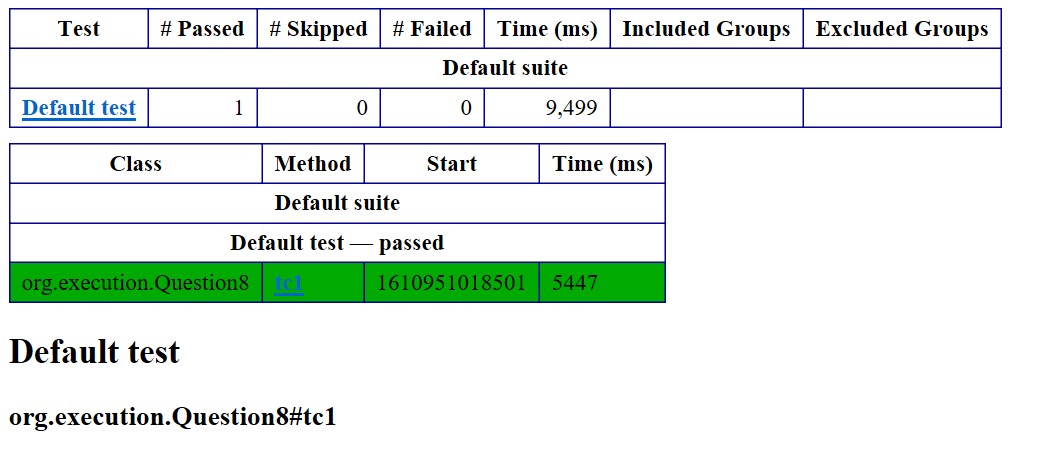 Test # Passed # Skipped # Failed Time (ms) Included Groups Excluded Groups
Default suite
Default test 1 0 0 9,499
Class Method Start Time (ms)
Default suite
Default test — passed
org.execution.Question8 tc1 1610951018501 5447
Default test
org.execution.Question8#tc1